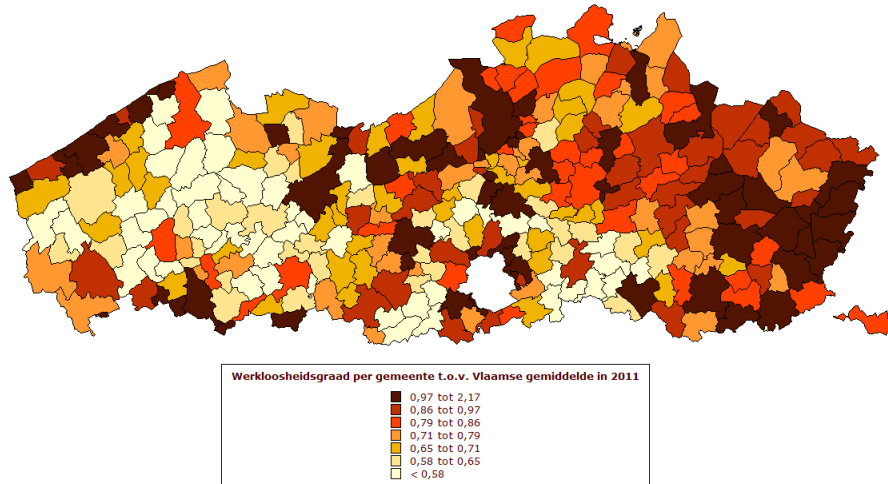 Werkloosheidsgraad per gemeente t.o.v. Vlaamse gemiddelde in 2011
0,97 tot 2,17
0,86 tot 0,97
0,79 tot 0,86
0,71 tot 0,79
0,65 tot 0,71
0,58 tot 0,65
< 0,58